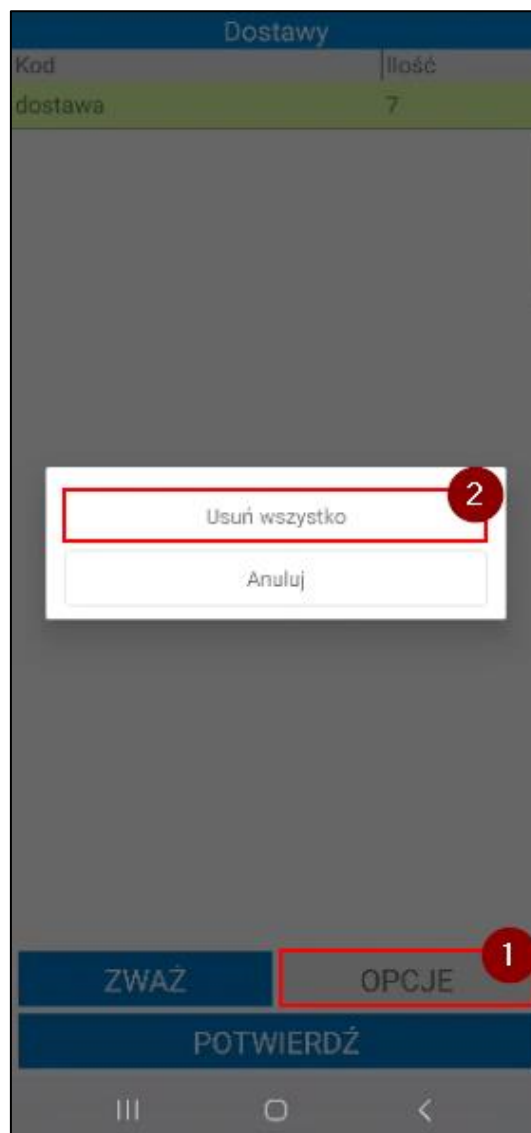 Dostawy
Kod Ilość
dostawa 7
2
Usuń wszystko
Anuluj
1
ZWAŻ OPCJE
POTWIERDŹ